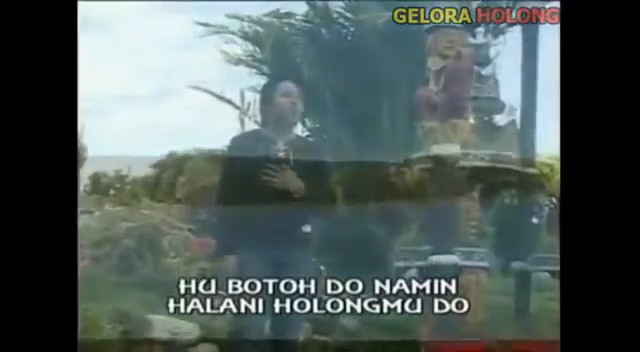 GELORA HOLONG
HU BOTOH DO NAMIN
HALANI HOLONGMU DO